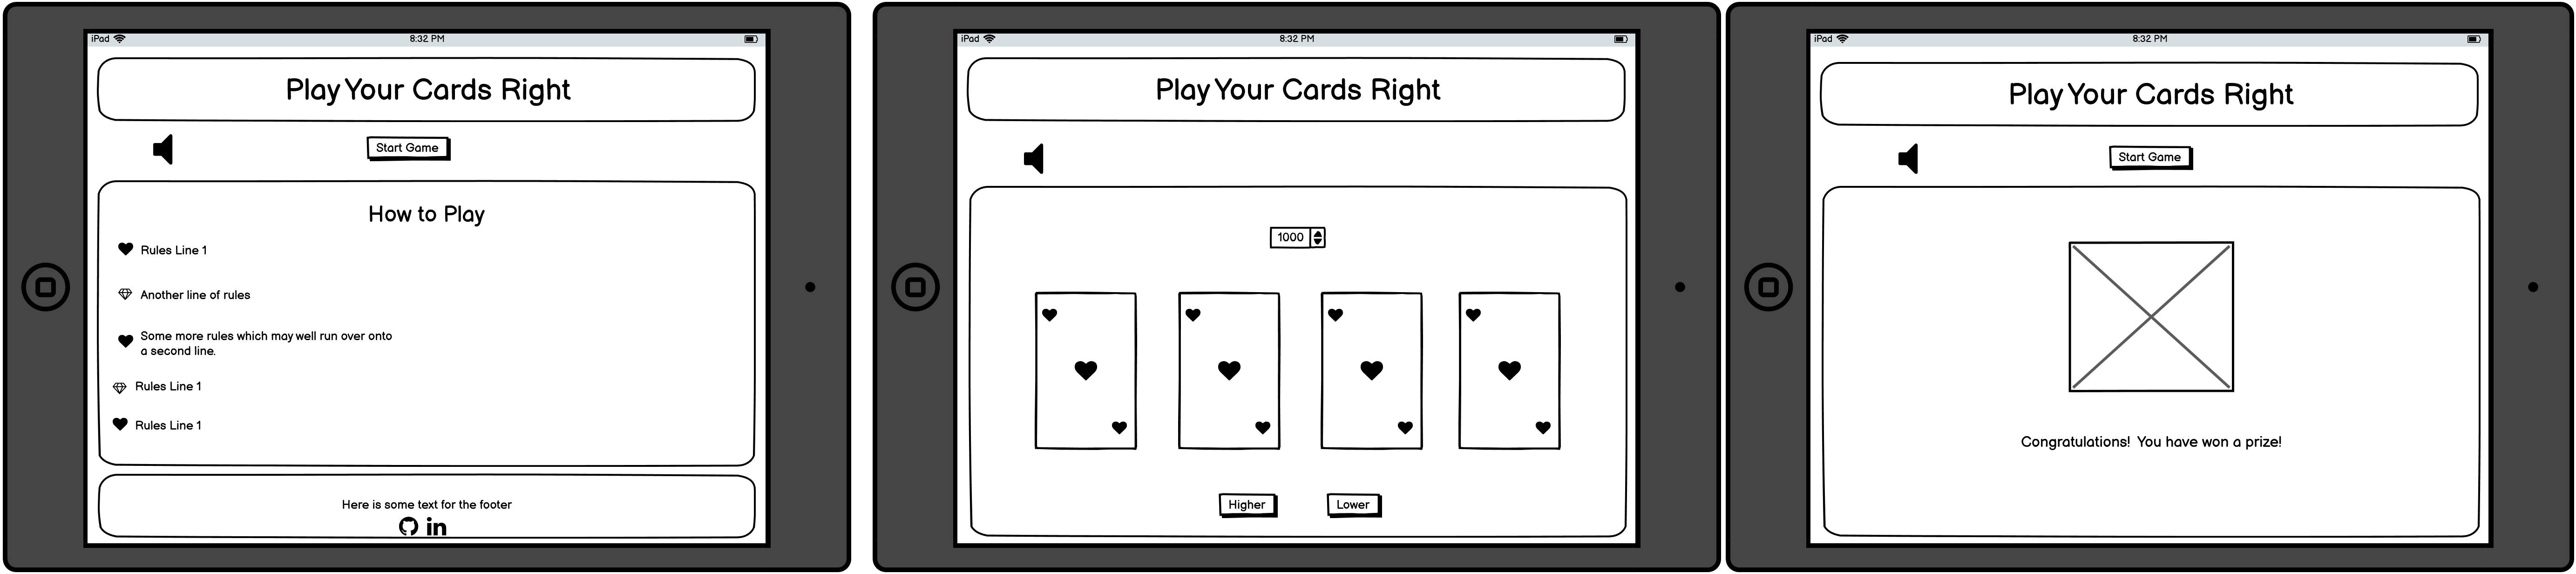 iPad
8:32 PM
Play Your Cards Right
Start Game
How to Play
Rules Line 1
Another line of rules
Some more rules which may well run over onto
a second line.
Rules Line 1
Rules Line 1
Here is some text for the footer
in
iPad
8:32 PM
Play Your Cards Right
1000
Higher
Lower
iPad
8:32 PM
Play Your Cards Right
Start Game
Congratulations! You have won a prize!